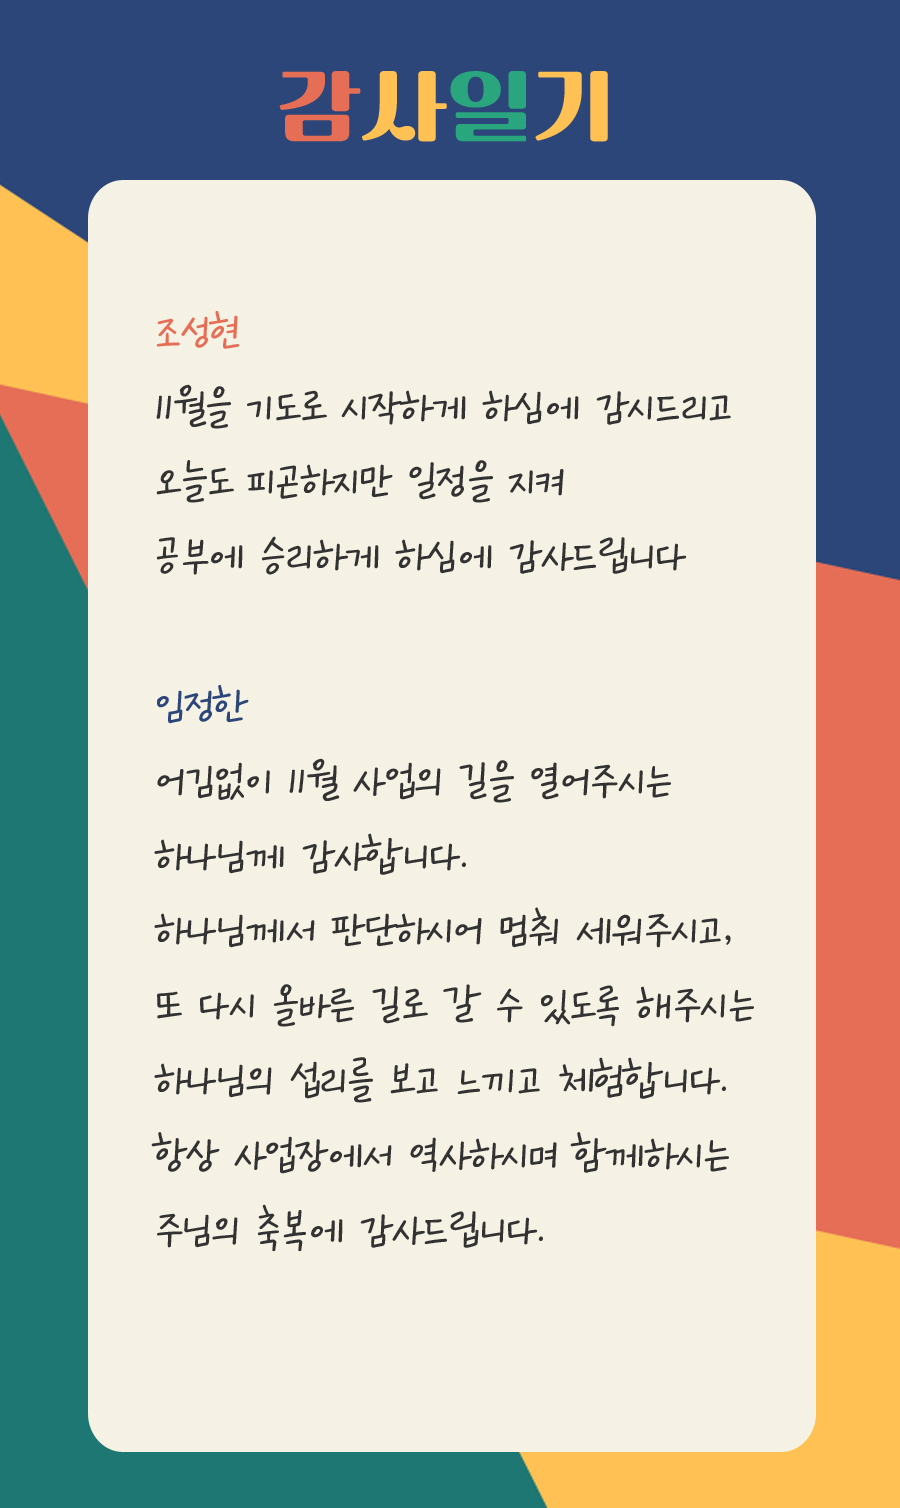 감사일기
조성현
11월을 기도로 시작하게 하심에 감시드리고
오늘도 피곤하지만 일정을 지켜
공부에 승리하게 하심에 감사드립니다
임정한
어김없이 11월 사업의 길을 열어주시는
하나님께 감사합니다.
하나님께서 판단하시어 멈춰 세워주시고,
또 다시 올바른 길로 갈 수 있도록 해주시는
하나님의 섭리를 보고 느끼고 체험합니다.
항상 사업장에서 역사하시며 함께하시는
주님의 축복에 감사드립니다.